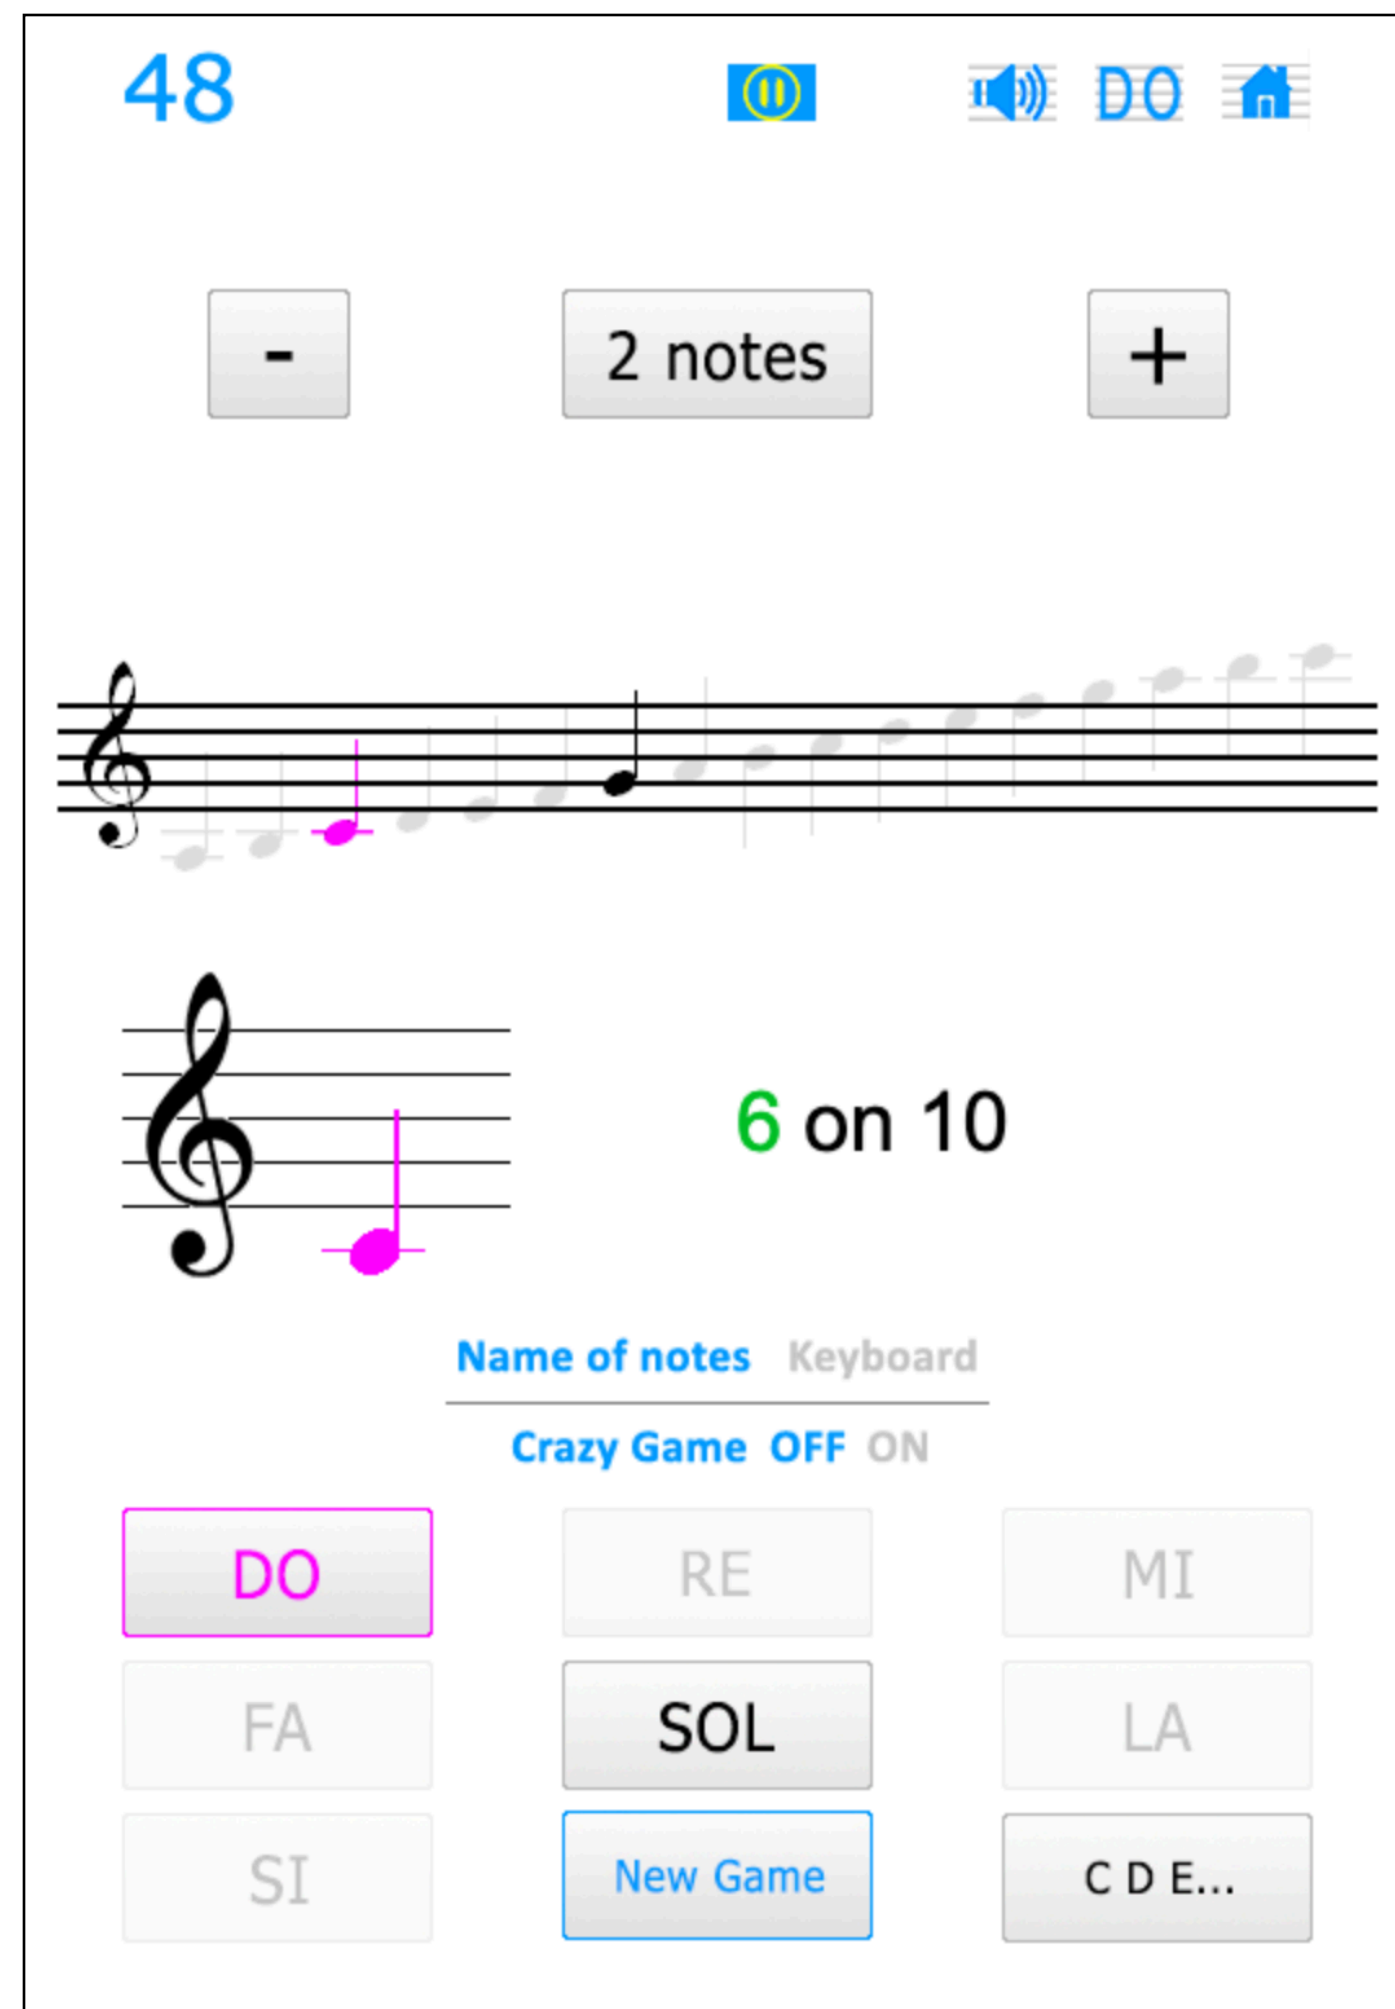 48 DO
- 2 notes +
6 on 10
Name of notes Keyboard
Crazy Game OFF ON
DO RE MI
FA SOL LA
SI New Game C D E...